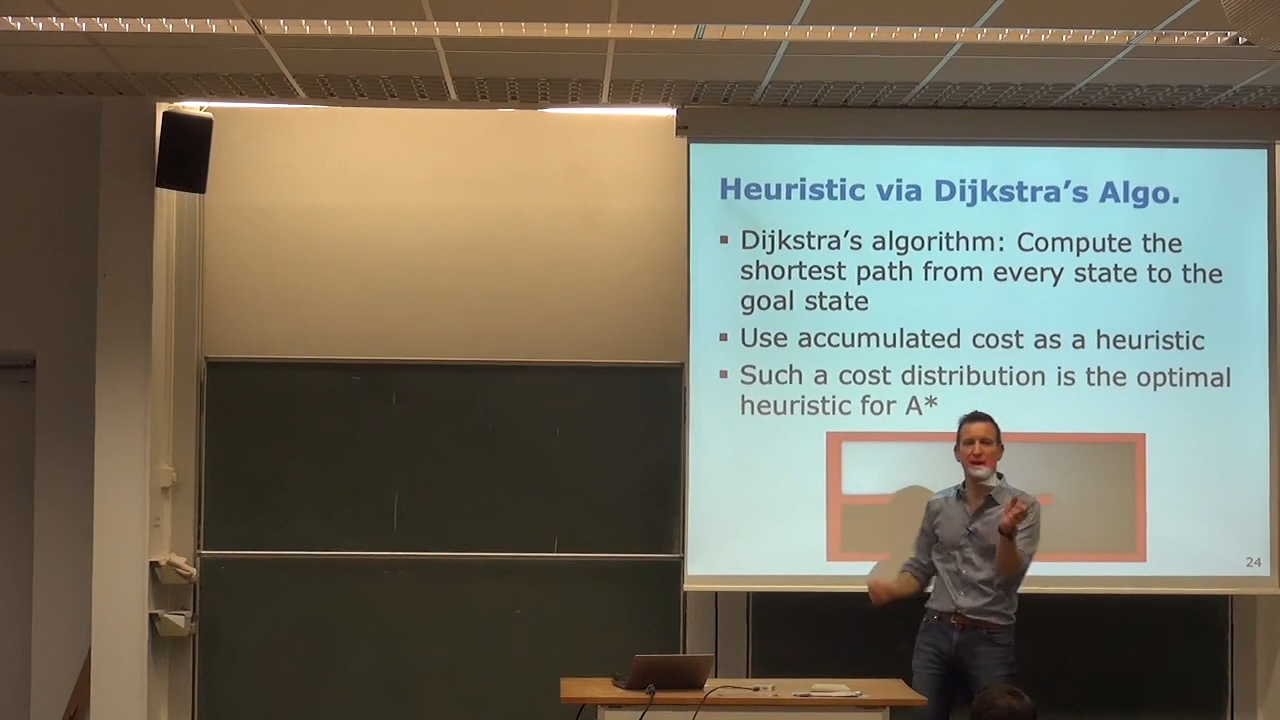 Heuristic via Dijkstra's Algo.
Dijkstra's algorithm: Compute the
shortest path from every state to the
goal state
Use accumulated cost as a heuristic
Such a cost distribution is the optimal
heuristic for A*
24